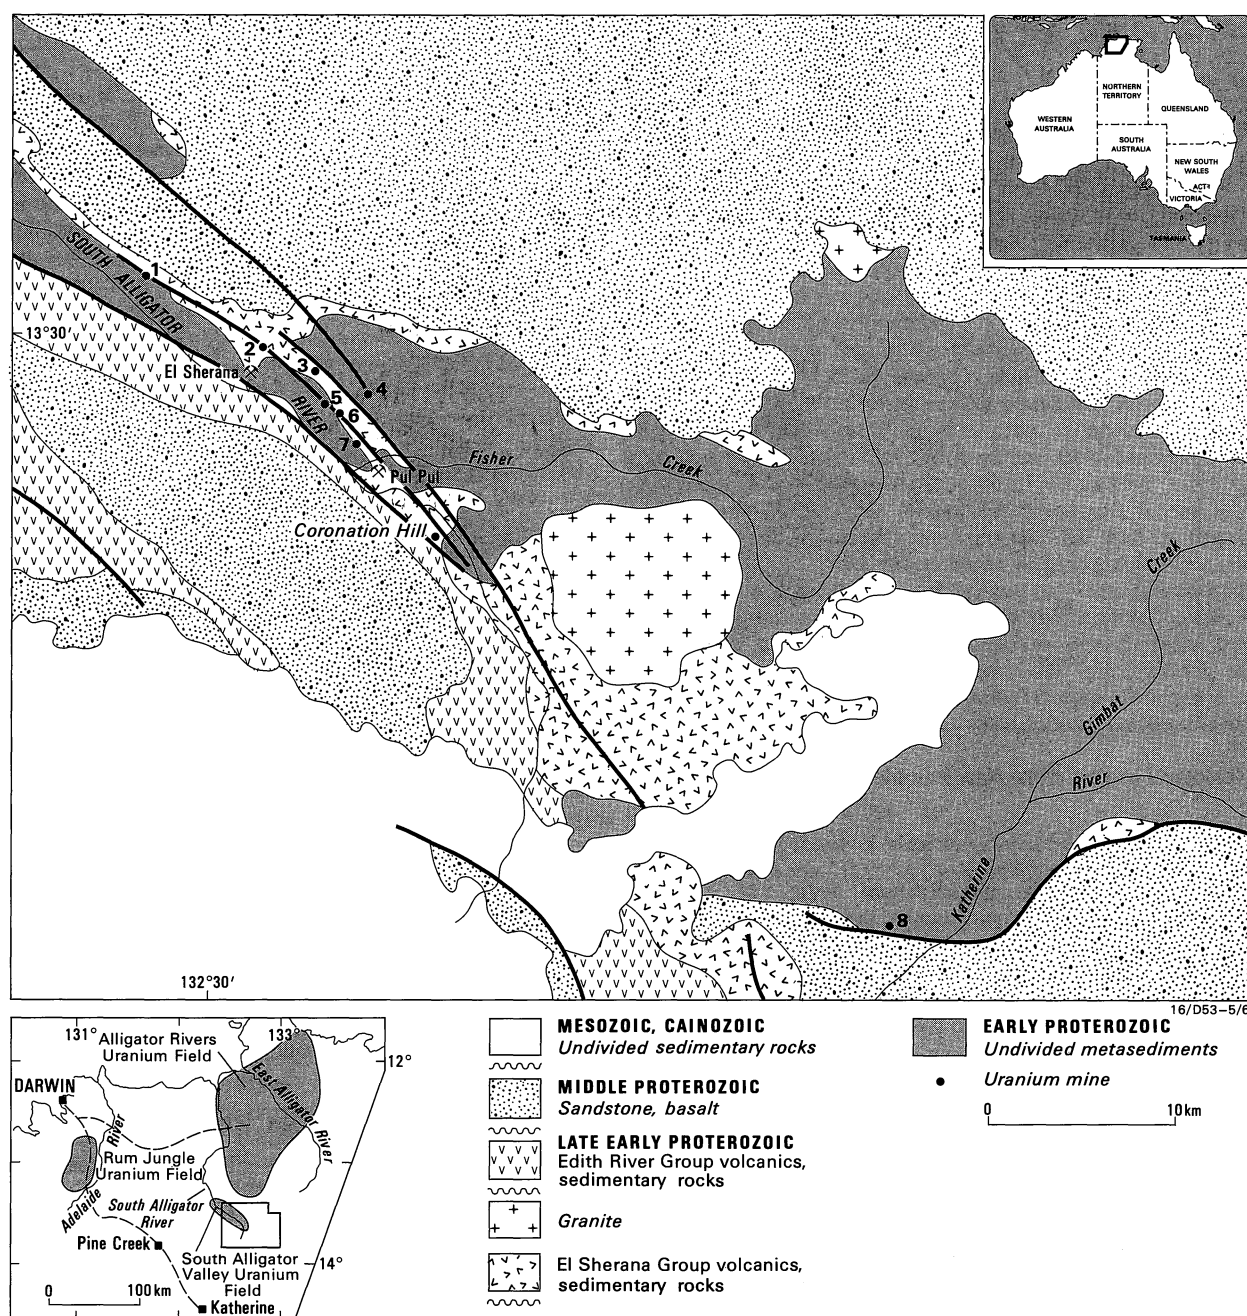 NORTHERN
TERRITORY
QUEENSLAND
WESTERN
AUSTRALIA
SOUTH
AUSTRALIA
NEW SOUTH
WALES
ACT
VICTORIA
TASMANIA
SOUTH ALLIGATOR RIVER
1
13°30′
2
El Sherana
3
4
5
6
7
Fisher Creek
Pul Pul
Coronation Hill
Gimbat Creek
Katherine River
8
132°30′
16/D53-5/6
131°
133°
Alligator Rivers
Uranium Field
12°
DARWIN
East Alligator River
Rum Jungle
Uranium Field
Adelaide River
South Alligator
River
Pine Creek
South Alligator
Valley Uranium
Field
14°
0 100 km
Katherine
MESOZOIC, CAINOZOIC
Undivided sedimentary rocks
MIDDLE PROTEROZOIC
Sandstone, basalt
LATE EARLY PROTEROZOIC
Edith River Group volcanics,
sedimentary rocks
Granite
El Sherana Group volcanics,
sedimentary rocks
EARLY PROTEROZOIC
Undivided metasediments
Uranium mine
0 10 km